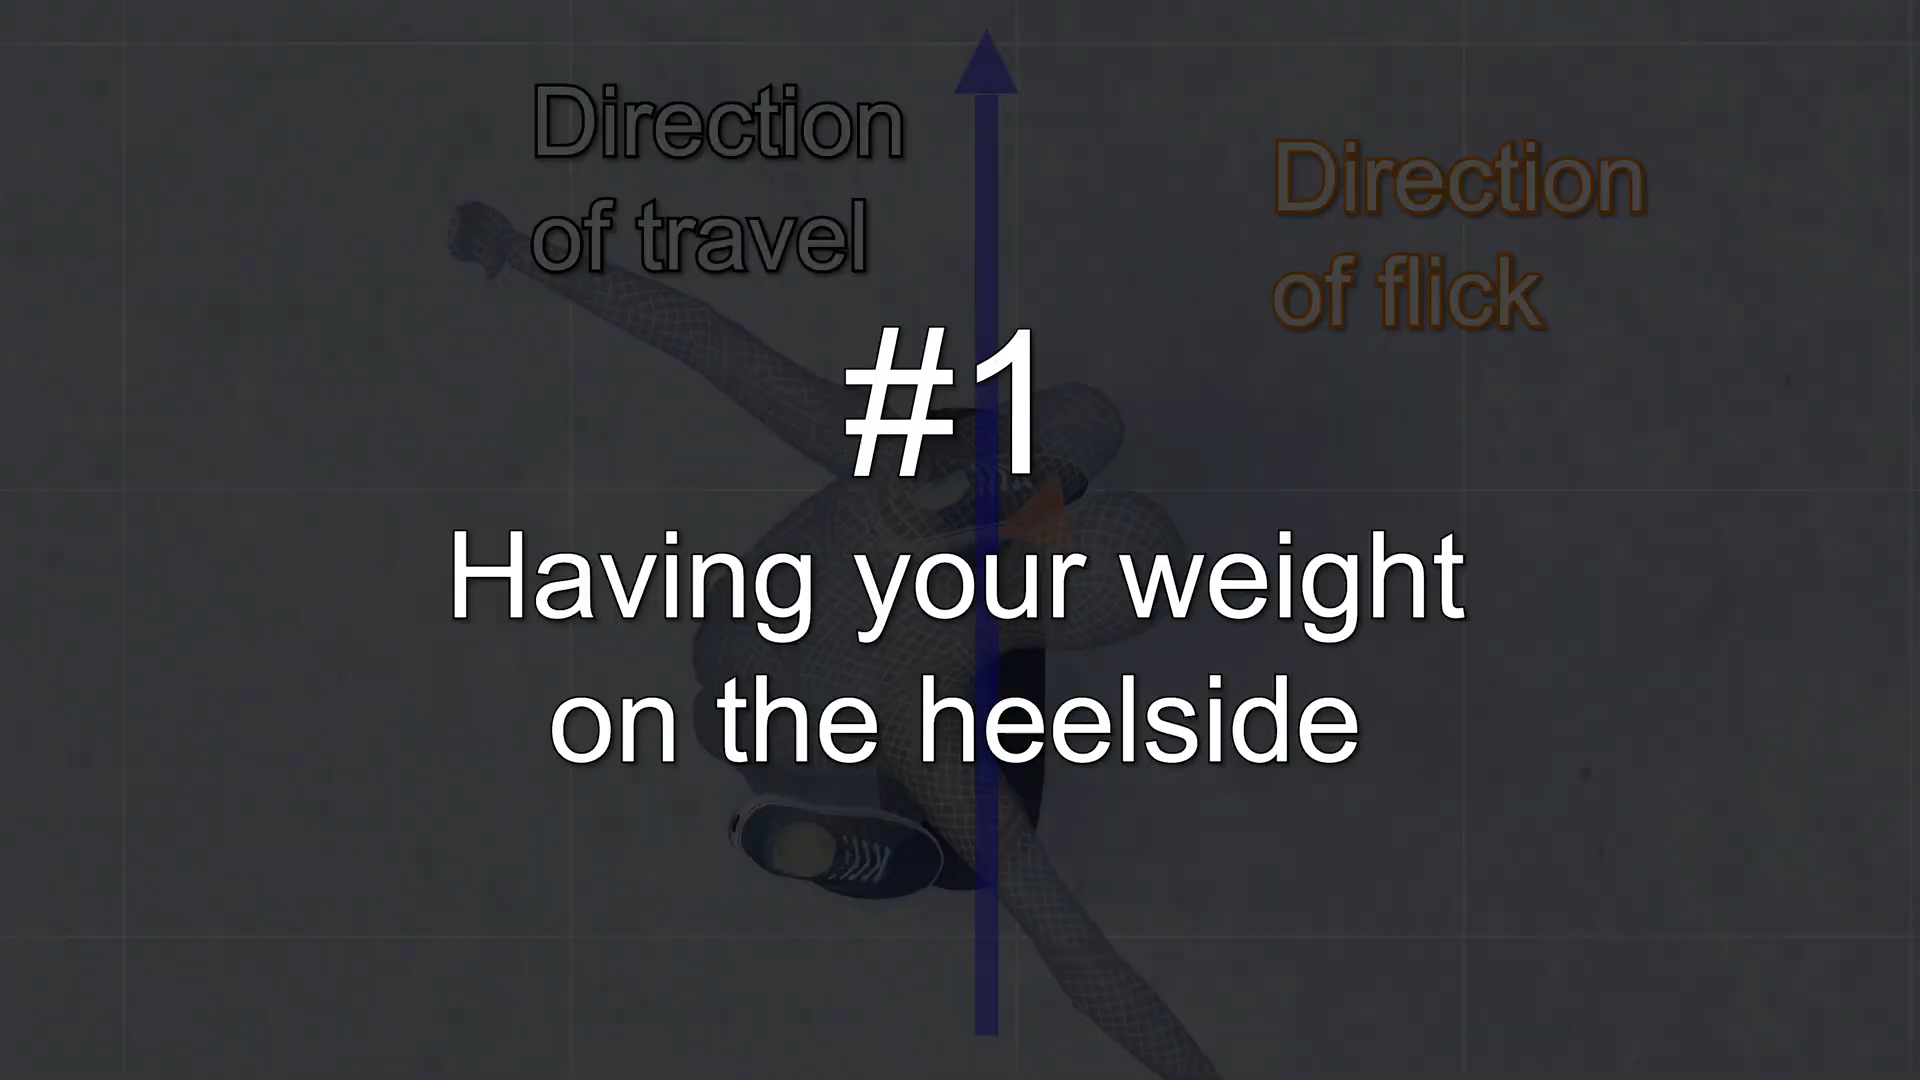 Direction
of travel
Direction
of flick
#1
Having your weight
on the heelside